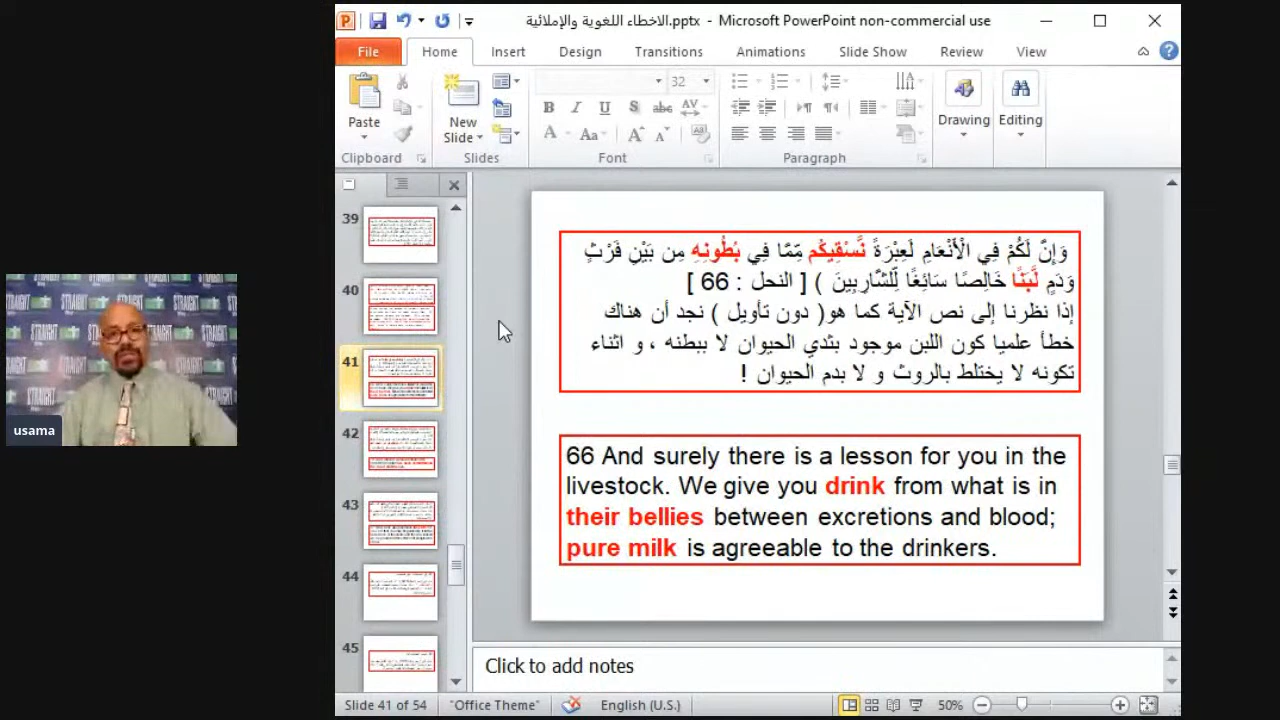 الاخطاء اللغوية والإملائية.pptx - Microsoft PowerPoint non-commercial use
File Home Insert Design Transitions Animations Slide Show Review View
32
Paste
New Slide
Drawing
Editing
Clipboard Slides Font Paragraph
39
40
41
42
43
44
45
وَإِنَّ لَكُمْ فِي الْأَنْعَامِ لَعِبْرَةً نُّسْقِيكُم مِّمَّا فِي بُطُونِهِ مِن بَيْنِ فَرْثٍ
وَدَمٍ لَّبَنًا خَالِصًا سَائِغًا لِّلشَّارِبِينَ ) [ النحل : 66 ]
إذا نظرنا إلى نص الآية كما هو( دون تأويل ) نجد أن هناك
خطأ علميا كون اللبن موجود بثدي الحيوان لا ببطنه ، و اثناء
تكونه لا يختلط بالروث و لا بدم الحيوان !
66 And surely there is a lesson for you in the
livestock. We give you drink from what is in
their bellies between excretions and blood;
pure milk is agreeable to the drinkers.
STRAIGHT
usama
Click to add notes
Slide 41 of 54 "Office Theme" English (U.S.) 50%